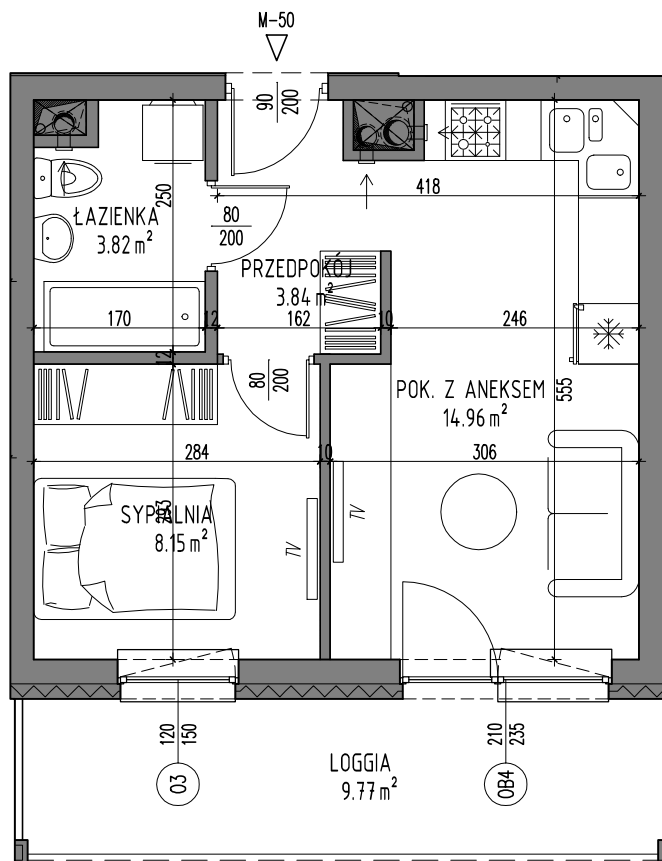 M-50
90
200
418
250
ŁAZIENKA
3.82 m²
80
200
PRZEDPOKÓJ
3.84 m²
170
12
162
10
246
12
80
200
POK. Z ANEKSEM
14.96 m²
555
284
10
306
SYPIALNIA
8.15 m²
293
TV
TV
120
150
210
235
O3
OB4
LOGGIA
9.77 m²